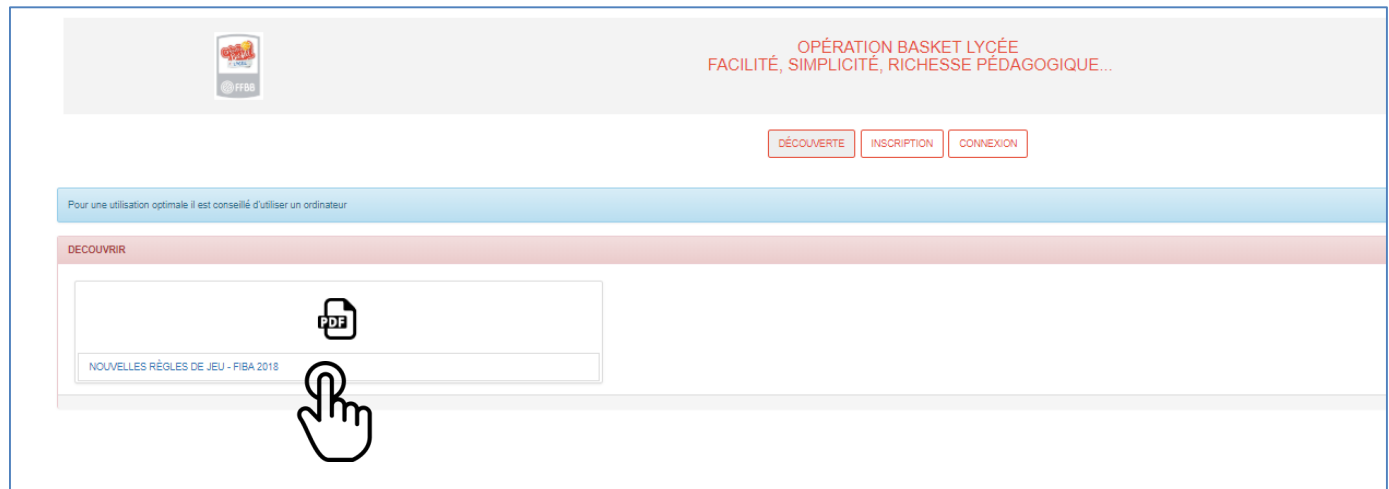 FFBB
OPÉRATION BASKET LYCÉE
FACILITÉ, SIMPLICITÉ, RICHESSE PÉDAGOGIQUE...
DÉCOUVERTE INSCRIPTION CONNEXION
Pour une utilisation optimale il est conseillé d'utiliser un ordinateur
DECOUVRIR
PDF
NOUVELLES RÈGLES DE JEU - FIBA 2018